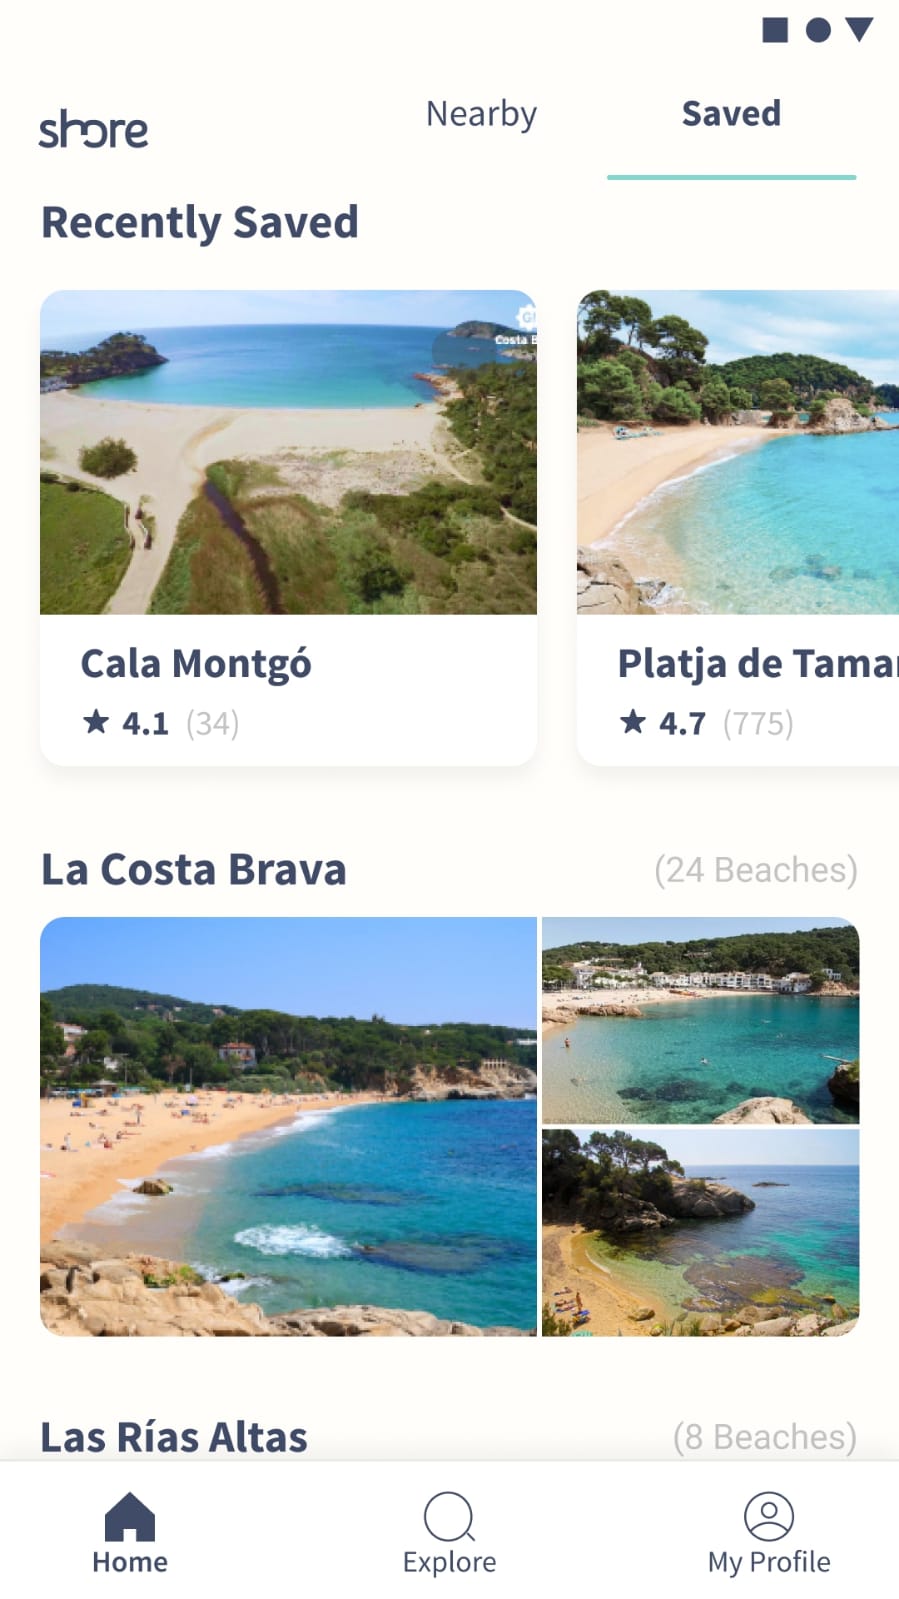 shore
Nearby
Saved
Recently Saved
Costa
Cala Montgó
★ 4.1 (34)
Platja de
★ 4.7 (775)
La Costa Brava
(24 Beaches)
Las Rías Altas
(8 Beaches)
Home
Explore
My Profile